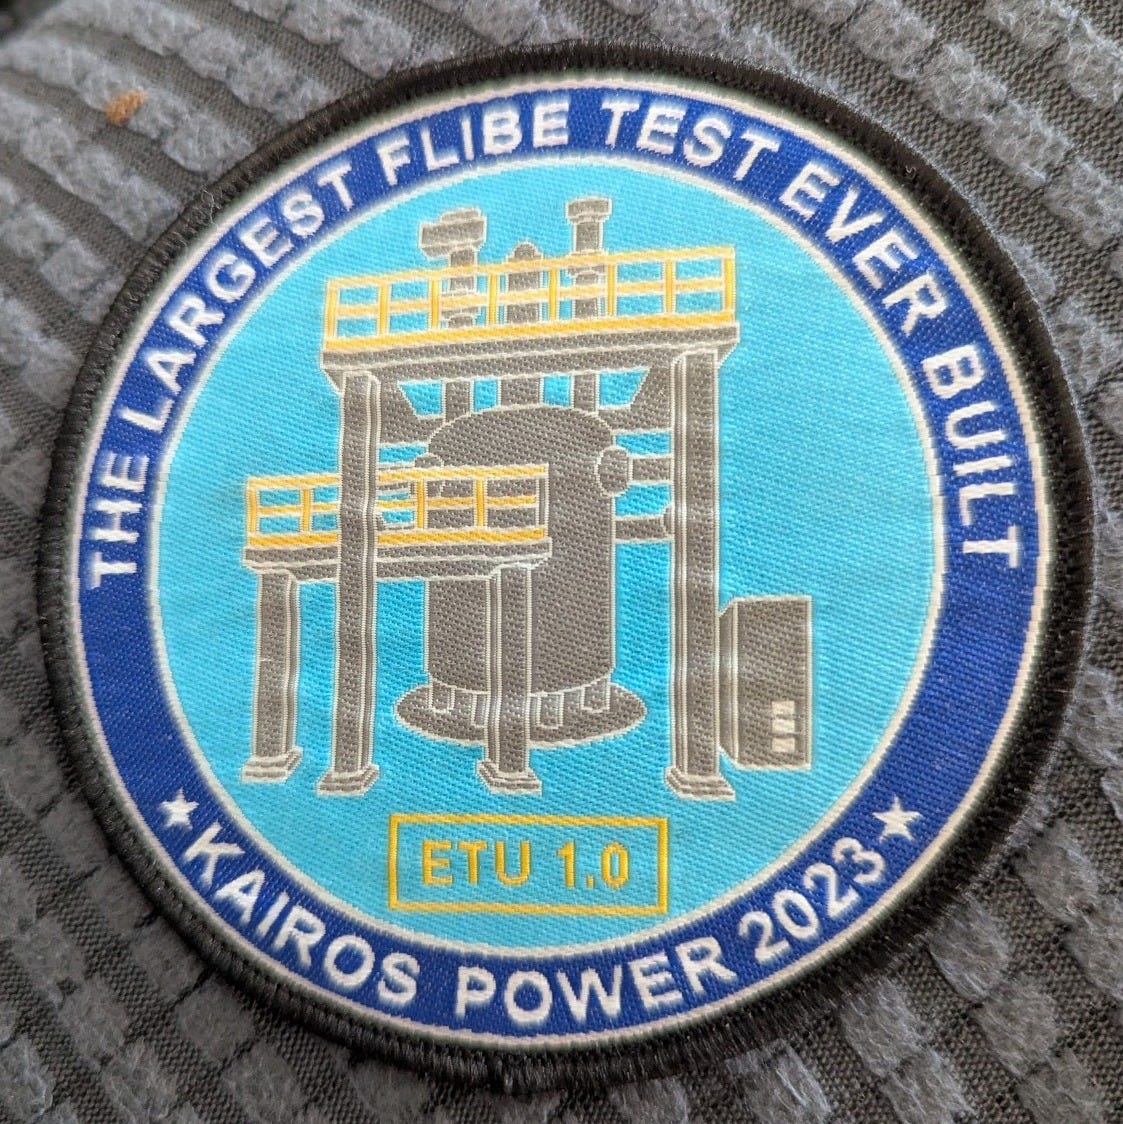 THE LARGEST FLIBE TEST EVER BUILT
ETU 1.0
★KAIROS POWER 2023★